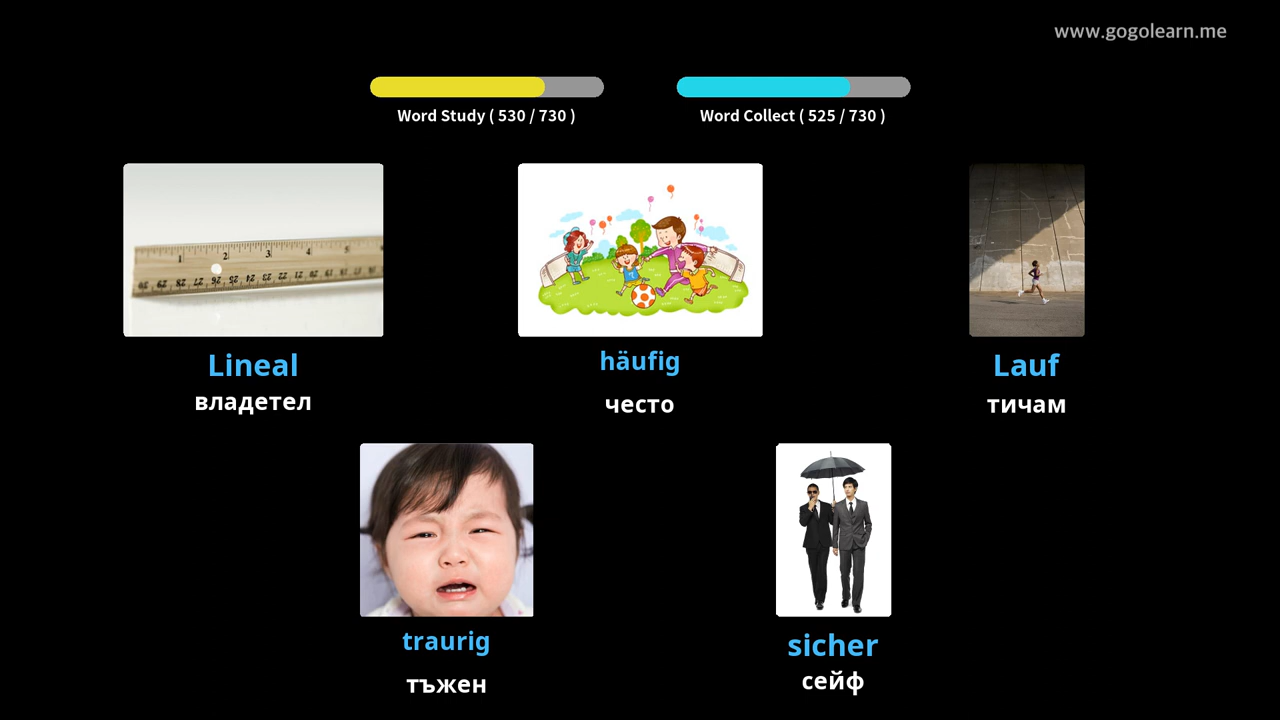 www.gogolearn.me
Word Study ( 530 / 730 )
Word Collect ( 525 / 730 )
Lineal
владетел
häufig
често
Lauf
тичам
traurig
тъжен
sicher
сейф